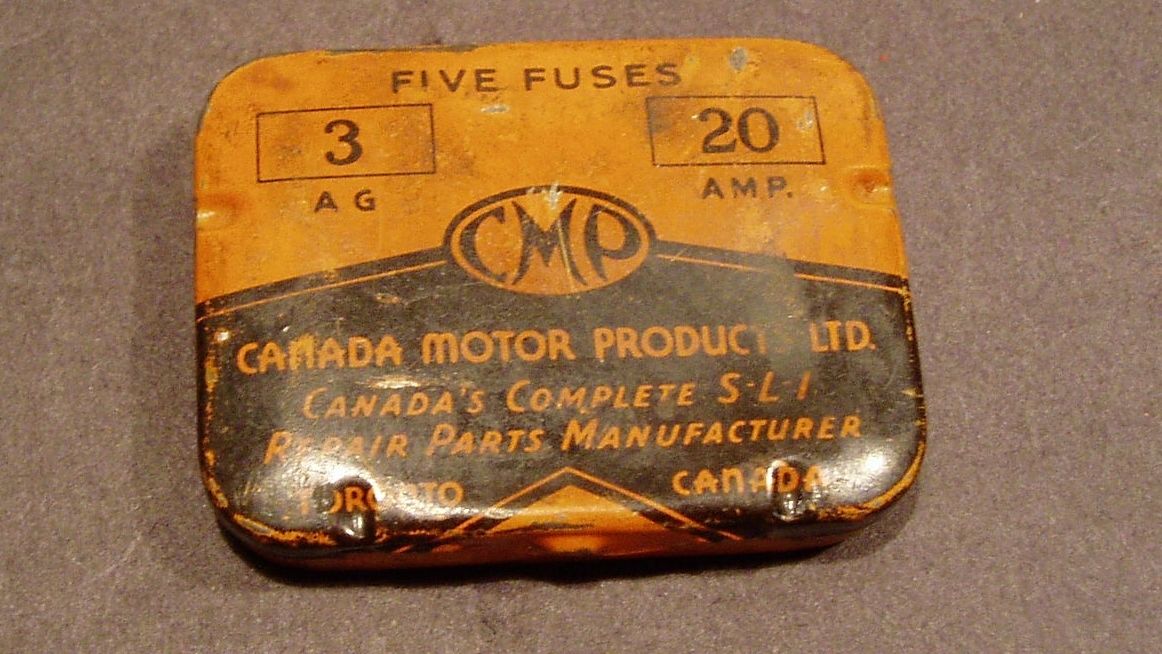 FIVE FUSES
3 20
AG AMP.
CMP
CANADA MOTOR PRODUCTS LTD.
CANADA'S COMPLETE S-L-I
REPAIR PARTS MANUFACTURER
TORONTO CANADA